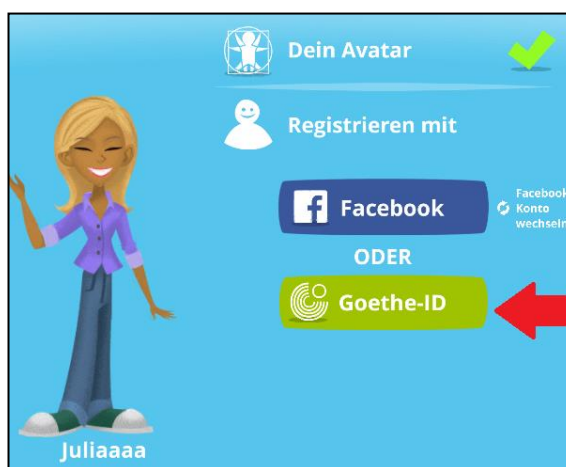 Dein Avatar
Registrieren mit
Facebook
Facebook
Konto
wechseln
ODER
Goethe-ID
Juliaaaa